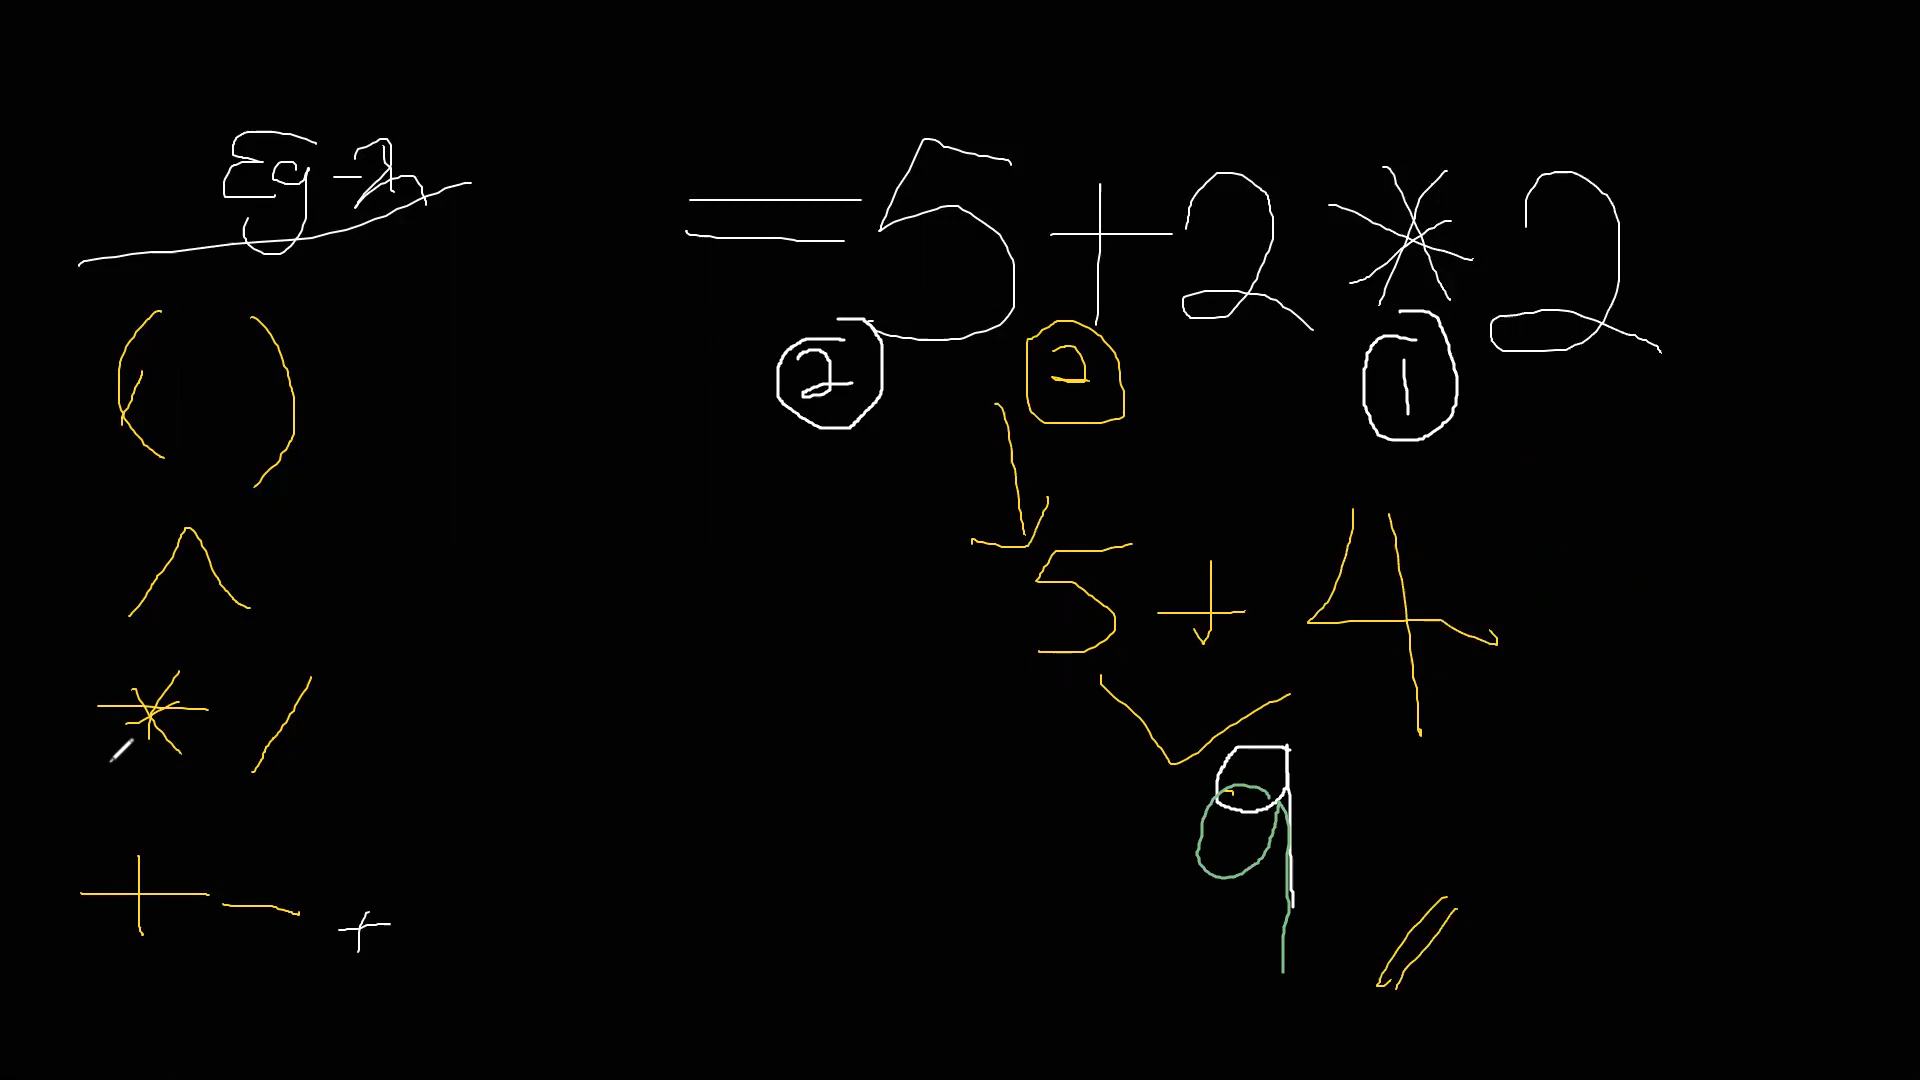 Eg-2
=5+2*2
② ② ①
5+4
9 //
( )
^
* /
+ - +